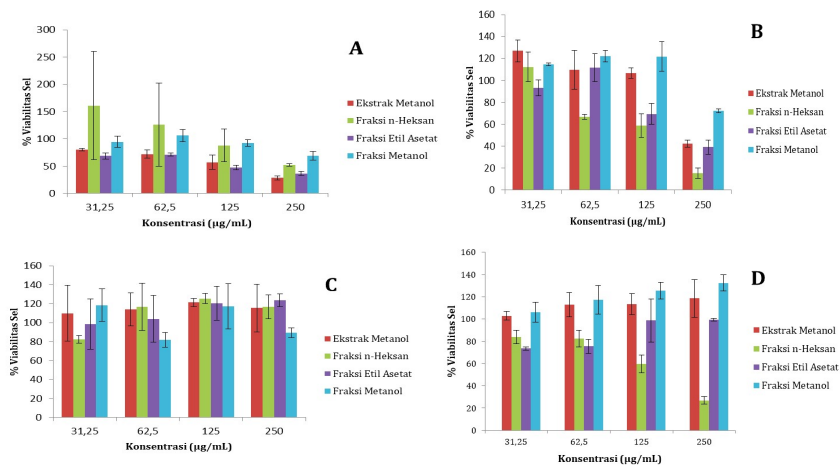 A
% Viabilitas Sel
300
250
200
150
100
50
0
31,25 62,5 125 250
Konsentrasi (µg/mL)
Ekstrak Metanol
Fraksi n-Heksan
Fraksi Etil Asetat
Fraksi Metanol
B
% Viabilitas Sel
160
140
120
100
80
60
40
20
0
31,25 62,5 125 250
Konsentrasi (µg/mL)
Ekstrak Metanol
Fraksi n-Heksan
Fraksi Etil Asetat
Fraksi Metanol
C
% Viabilitas Sel
160
140
120
100
80
60
40
20
0
31,25 62,5 125 250
Konsentrasi (µg/mL)
Ekstrak Metanol
Fraksi n-Heksan
Fraksi Etil Asetat
Fraksi Metanol
D
% Viabilitas Sel
160
140
120
100
80
60
40
20
0
31,25 62,5 125 250
Konsentrasi (µg/mL)
Ekstrak Metanol
Fraksi n-Heksan
Fraksi Etil Asetat
Fraksi Metanol